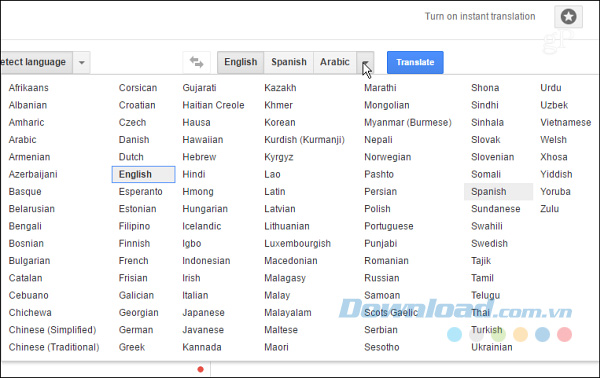 Turn on instant translation
etect language
English Spanish Arabic
Translate
Afrikaans Corsican Gujarati Kazakh Marathi Shona Urdu
Albanian Croatian Haitian Creole Khmer Mongolian Sindhi Uzbek
Amharic Czech Hausa Korean Myanmar (Burmese) Sinhala Vietnamese
Arabic Danish Hawaiian Kurdish (Kurmanji) Nepali Slovak Welsh
Armenian Dutch Hebrew Kyrgyz Norwegian Slovenian Xhosa
Azerbaijani English Hindi Lao Pashto Somali Yiddish
Basque Esperanto Hmong Latin Persian Spanish Yoruba
Belarusian Estonian Hungarian Latvian Polish Sundanese Zulu
Bengali Filipino Icelandic Lithuanian Portuguese Swahili
Bosnian Finnish Igbo Luxembourgish Punjabi Swedish
Bulgarian French Indonesian Macedonian Romanian Tajik
Catalan Frisian Irish Malagasy Russian Tamil
Cebuano Galician Italian Malay Samoan Telugu
Chichewa Georgian Japanese Malayalam Scots Gaelic Thai
Chinese (Simplified) German Javanese Maltese Serbian Turkish
Chinese (Traditional) Greek Kannada Maori Sesotho Ukrainian
Download.com.vn